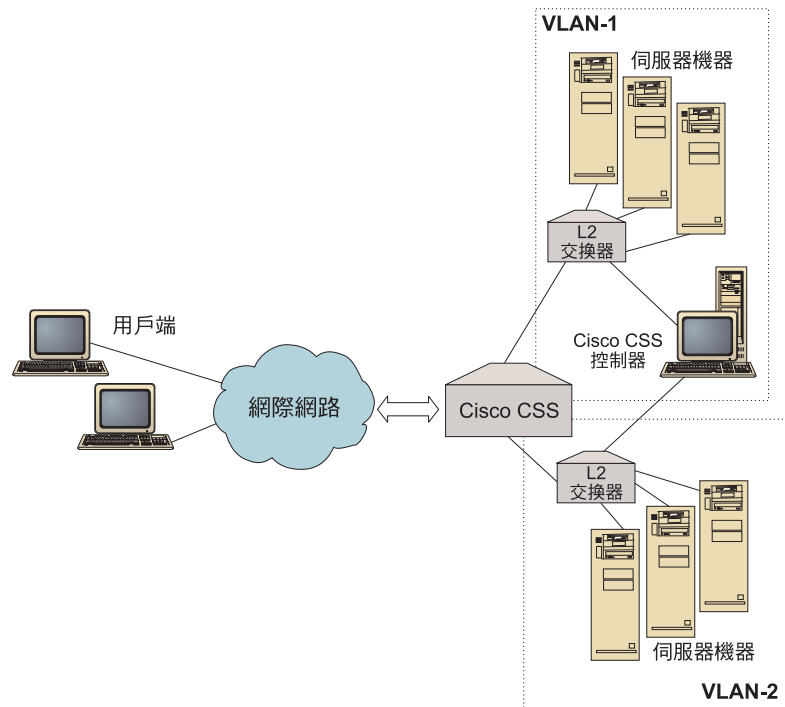 VLAN-1
伺服器機器
L2
交換器
用戶端
Cisco CSS
控制器
網際網路
Cisco CSS
L2
交換器
伺服器機器
VLAN-2